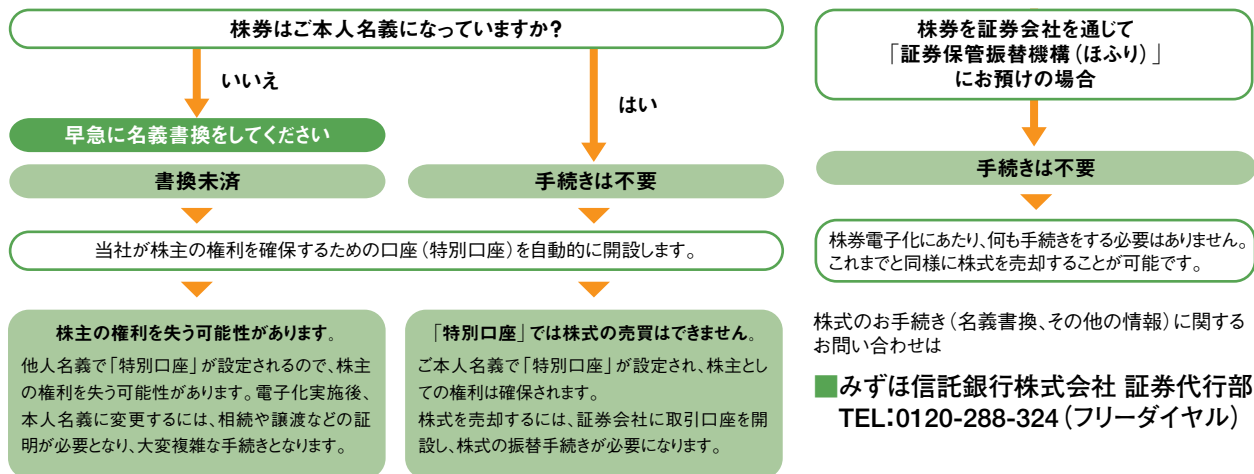 株券はご本人名義になっていますか？
いいえ
はい
早急に名義書換をしてください
書換未済
手続きは不要
当社が株主の権利を確保するための口座（特別口座）を自動的に開設します。
株主の権利を失う可能性があります。
他人名義で「特別口座」が設定されるので、株主
の権利を失う可能性があります。電子化実施後、
本人名義に変更するには、相続や譲渡などの証
明が必要となり、大変複雑な手続きとなります。
「特別口座」では株式の売買はできません。
ご本人名義で「特別口座」が設定され、株主とし
ての権利は確保されます。
株式を売却するには、証券会社に取引口座を開
設し、株式の振替手続きが必要になります。
株券を証券会社を通じて
「証券保管振替機構（ほふり）」
にお預けの場合
手続きは不要
株券電子化にあたり、何も手続きをする必要はありません。
これまでと同様に株式を売却することが可能です。
株式のお手続き（名義書換、その他の情報）に関する
お問い合わせは
■みずほ信託銀行株式会社 証券代行部
TEL：0120-288-324（フリーダイヤル）